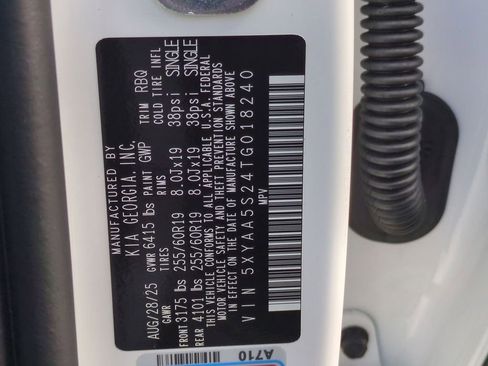 MANUFACTURED BY
KIA GEORGIA, INC.
AUG/28/25 GVWR 6415 lbs PAINT GWP TRIM RBQ
GAWR TIRES RIMS COLD TIRE INFL
FRONT 3175 lbs 255/60R19 8.0Jx19 38psi SINGLE
REAR 4101 lbs 255/60R19 8.0Jx19 38psi SINGLE
THIS VEHICLE CONFORMS TO ALL APPLICABLE U.S.A. FEDERAL
MOTOR VEHICLE SAFETY AND THEFT PREVENTION STANDARDS
IN EFFECT ON THE DATE OF MANUFACTURE SHOWN ABOVE
VIN 5XYAA5S24TG018240
MPV
A710